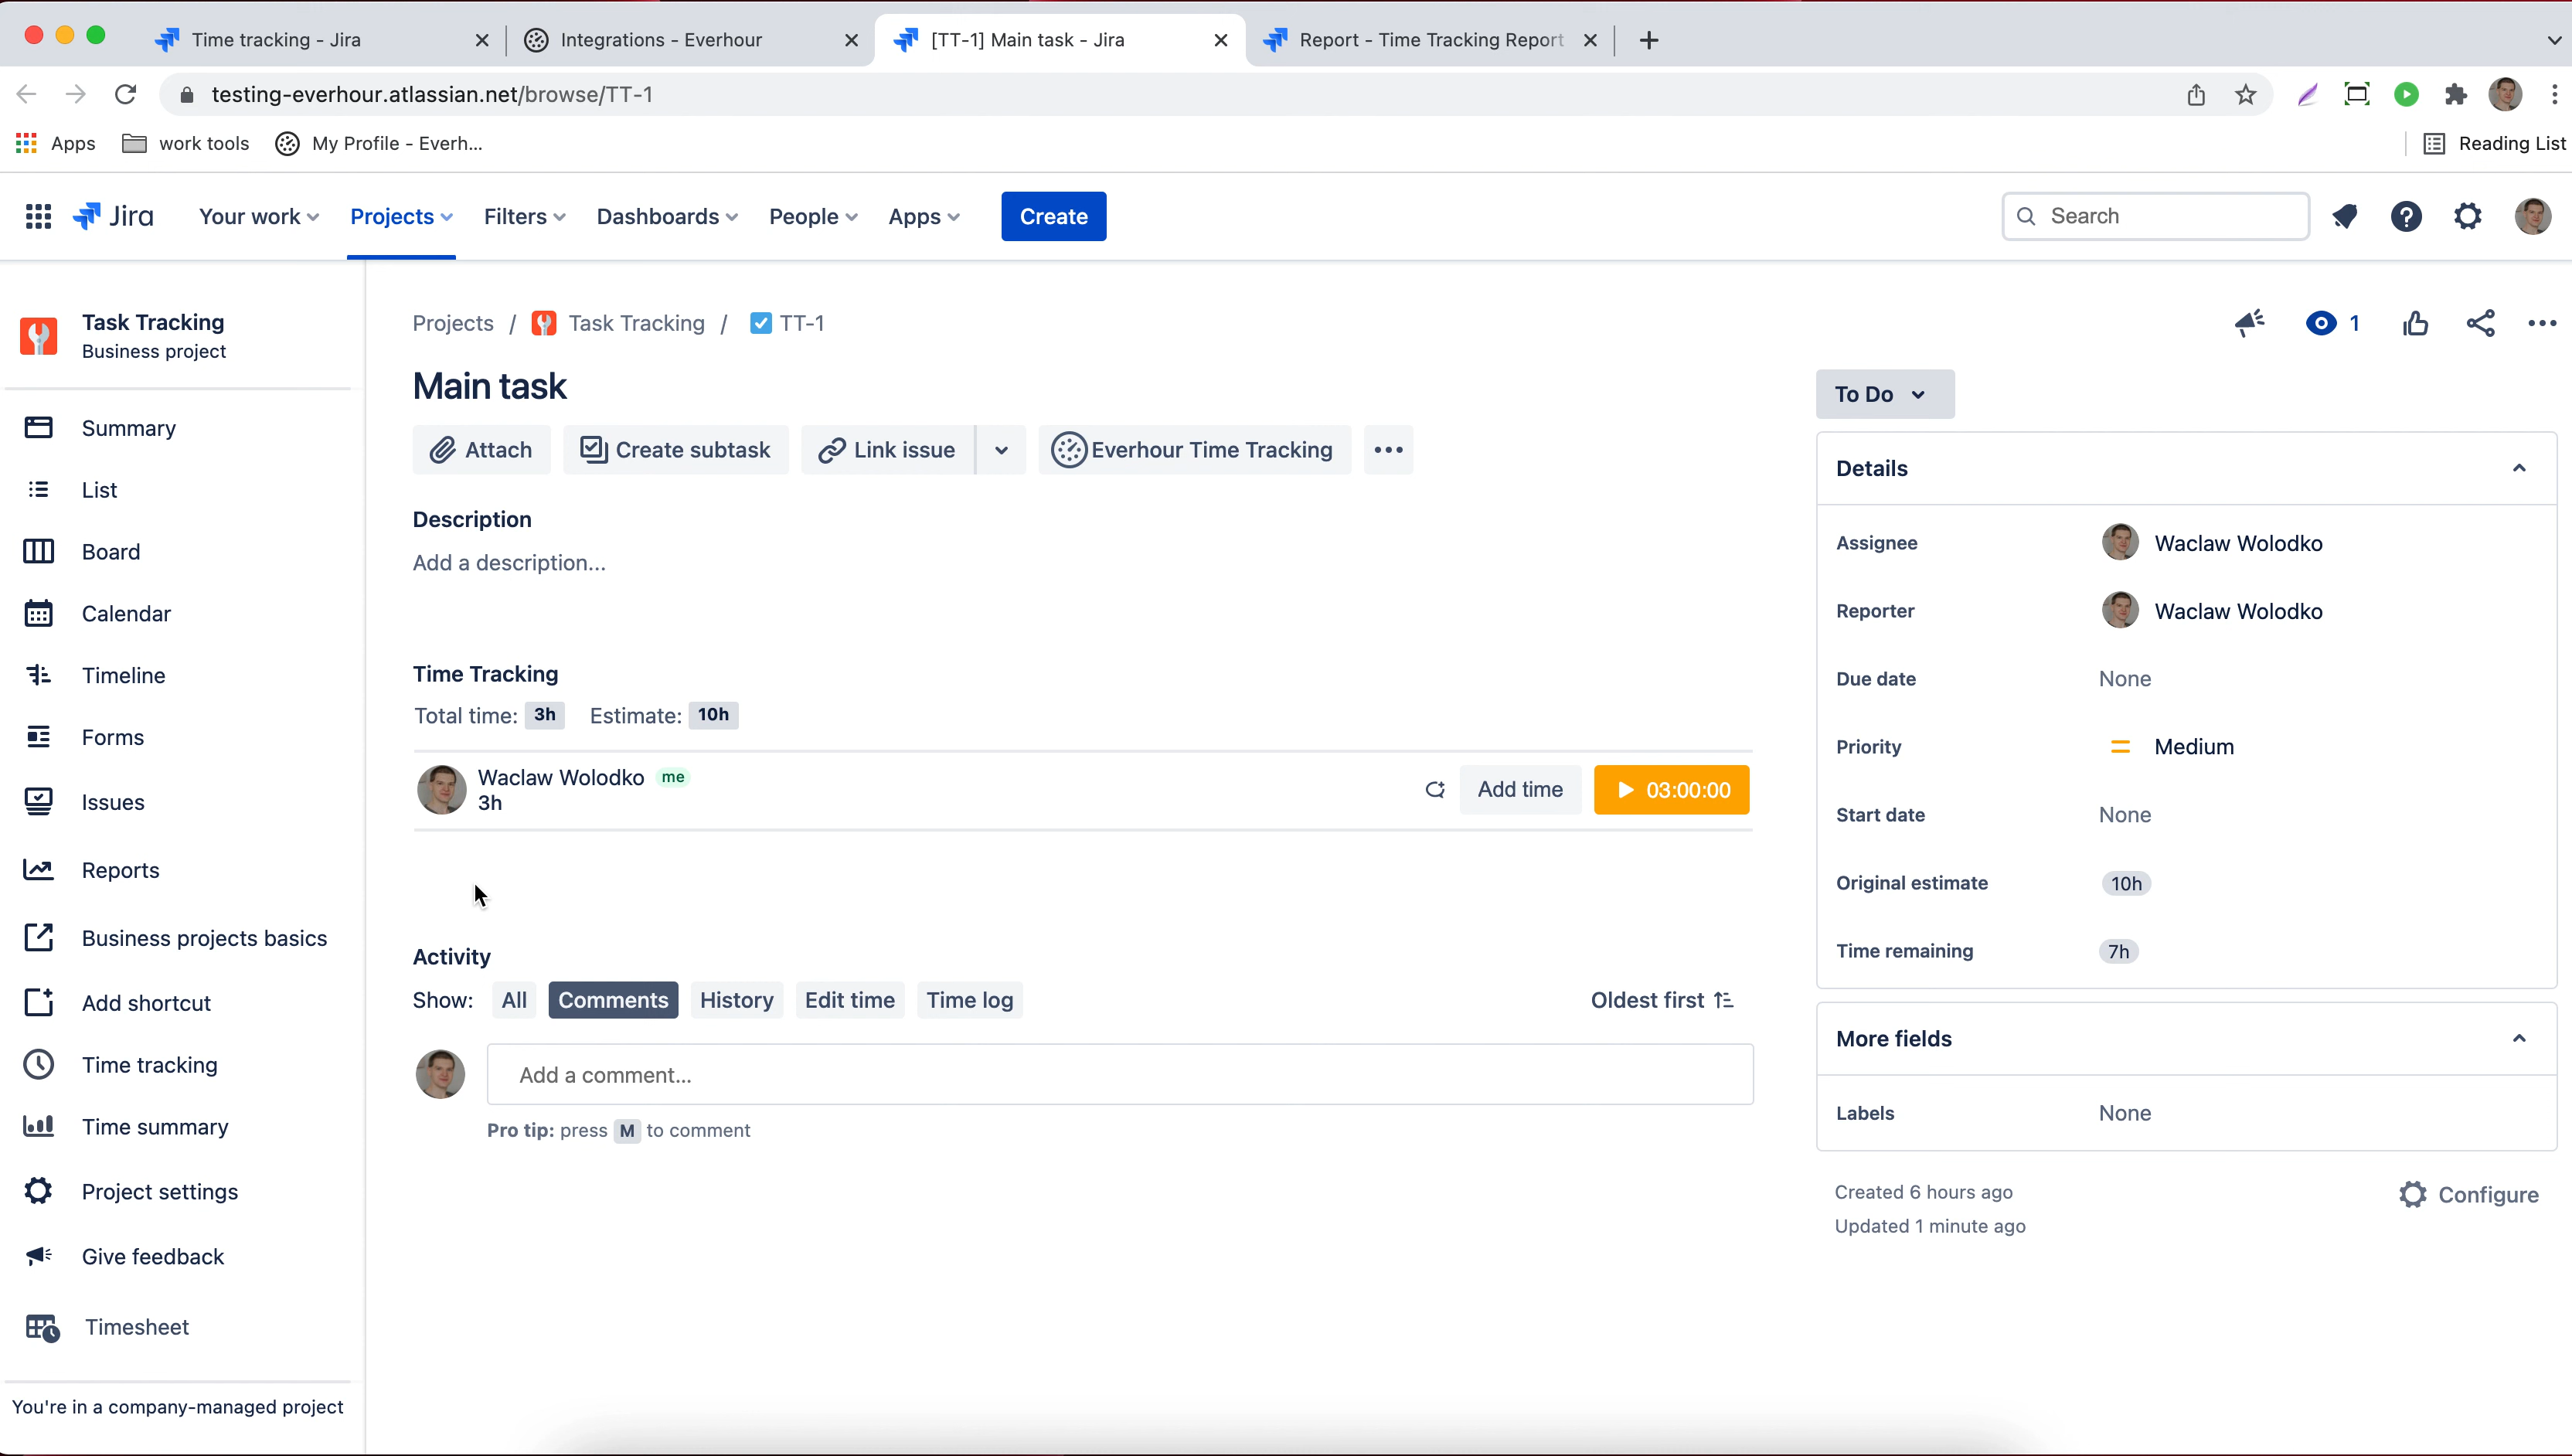 Time tracking - Jira
Integrations - Everhour
[TT-1] Main task - Jira
Report - Time Tracking Report
testing-everhour.atlassian.net/browse/TT-1
Apps
work tools
My Profile - Everh...
Reading List
Jira
Your work
Projects
Filters
Dashboards
People
Apps
Create
Search
Task Tracking
Business project
Summary
List
Board
Calendar
Timeline
Forms
Issues
Reports
Business projects basics
Add shortcut
Time tracking
Time summary
Project settings
Give feedback
Timesheet
You're in a company-managed project
Projects / Task Tracking / TT-1
1
Main task
Attach
Create subtask
Link issue
Everhour Time Tracking
Description
Add a description...
Time Tracking
Total time: 3h Estimate: 10h
Waclaw Wolodko me
3h
Add time
03:00:00
Activity
Show: All Comments History Edit time Time log
Oldest first
Add a comment...
Pro tip: press M to comment
To Do
Details
Assignee Waclaw Wolodko
Reporter Waclaw Wolodko
Due date None
Priority Medium
Start date None
Original estimate 10h
Time remaining 7h
More fields
Labels None
Created 6 hours ago
Updated 1 minute ago
Configure